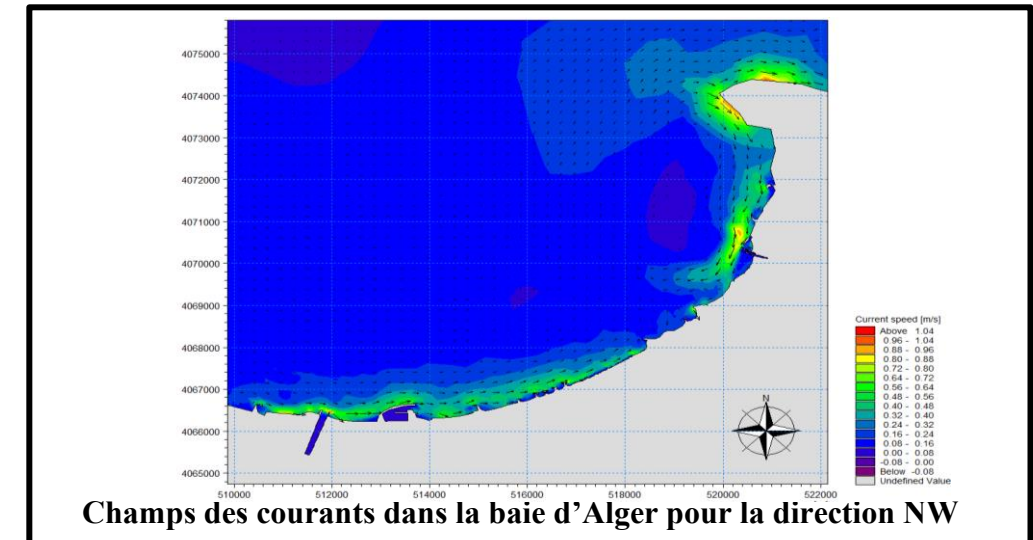 4075000
4074000
4073000
4072000
4071000
4070000
4069000
4068000
4067000
4066000
4065000
510000 512000 514000 516000 518000 520000 522000
Current speed [m/s]
Above 1.04
0.96 - 1.04
0.88 - 0.96
0.80 - 0.88
0.72 - 0.80
0.64 - 0.72
0.56 - 0.64
0.48 - 0.56
0.40 - 0.48
0.32 - 0.40
0.24 - 0.32
0.16 - 0.24
0.08 - 0.16
0.00 - 0.08
-0.08 - 0.00
Below -0.08
Undefined Value
N
Champs des courants dans la baie d’Alger pour la direction NW